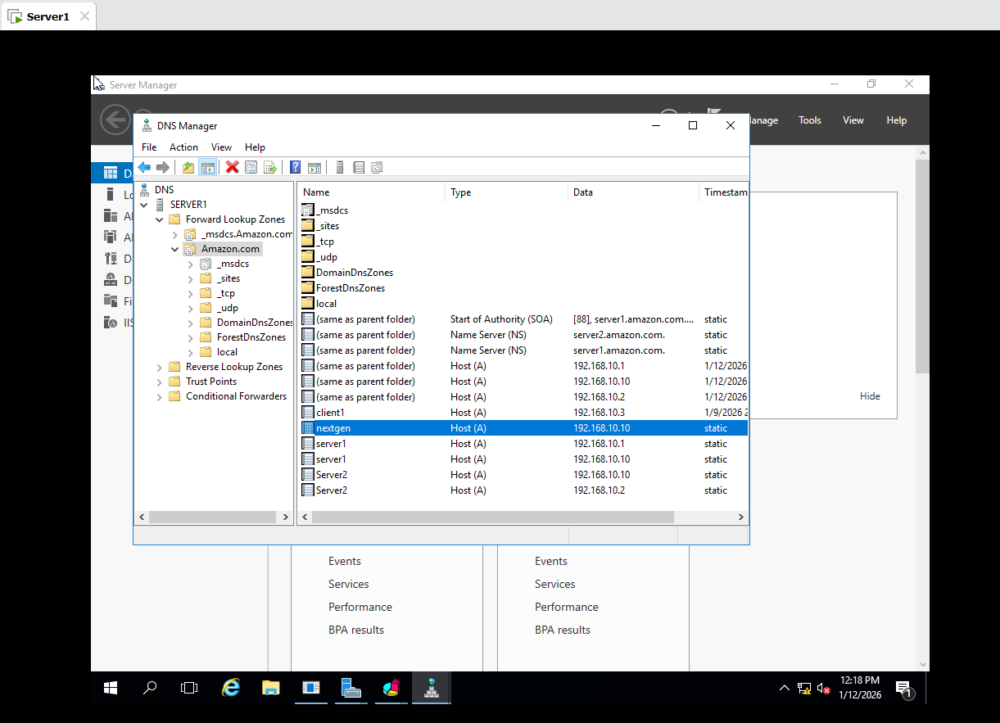 Server1
Server Manager
Manage Tools View Help
DNS Manager
File Action View Help
DNS
SERVER1
Forward Lookup Zones
_msdcs.Amazon.com
Amazon.com
_msdcs
_sites
_tcp
_udp
DomainDnsZones
ForestDnsZones
local
Reverse Lookup Zones
Trust Points
Conditional Forwarders
Name Type Data Timestam
_msdcs
_sites
_tcp
_udp
DomainDnsZones
ForestDnsZones
local
(same as parent folder) Start of Authority (SOA) [88], server1.amazon.com.... static
(same as parent folder) Name Server (NS) server2.amazon.com. static
(same as parent folder) Name Server (NS) server1.amazon.com. static
(same as parent folder) Host (A) 192.168.10.1 1/12/2026
(same as parent folder) Host (A) 192.168.10.10 1/12/2026
(same as parent folder) Host (A) 192.168.10.2 1/12/2026
client1 Host (A) 192.168.10.3 1/9/2026 2
nextgen Host (A) 192.168.10.10 static
server1 Host (A) 192.168.10.1 static
server1 Host (A) 192.168.10.10 static
Server2 Host (A) 192.168.10.10 static
Server2 Host (A) 192.168.10.2 static
Hide
Events Events
Services Services
Performance Performance
BPA results BPA results
12:18 PM
1/12/2026
1